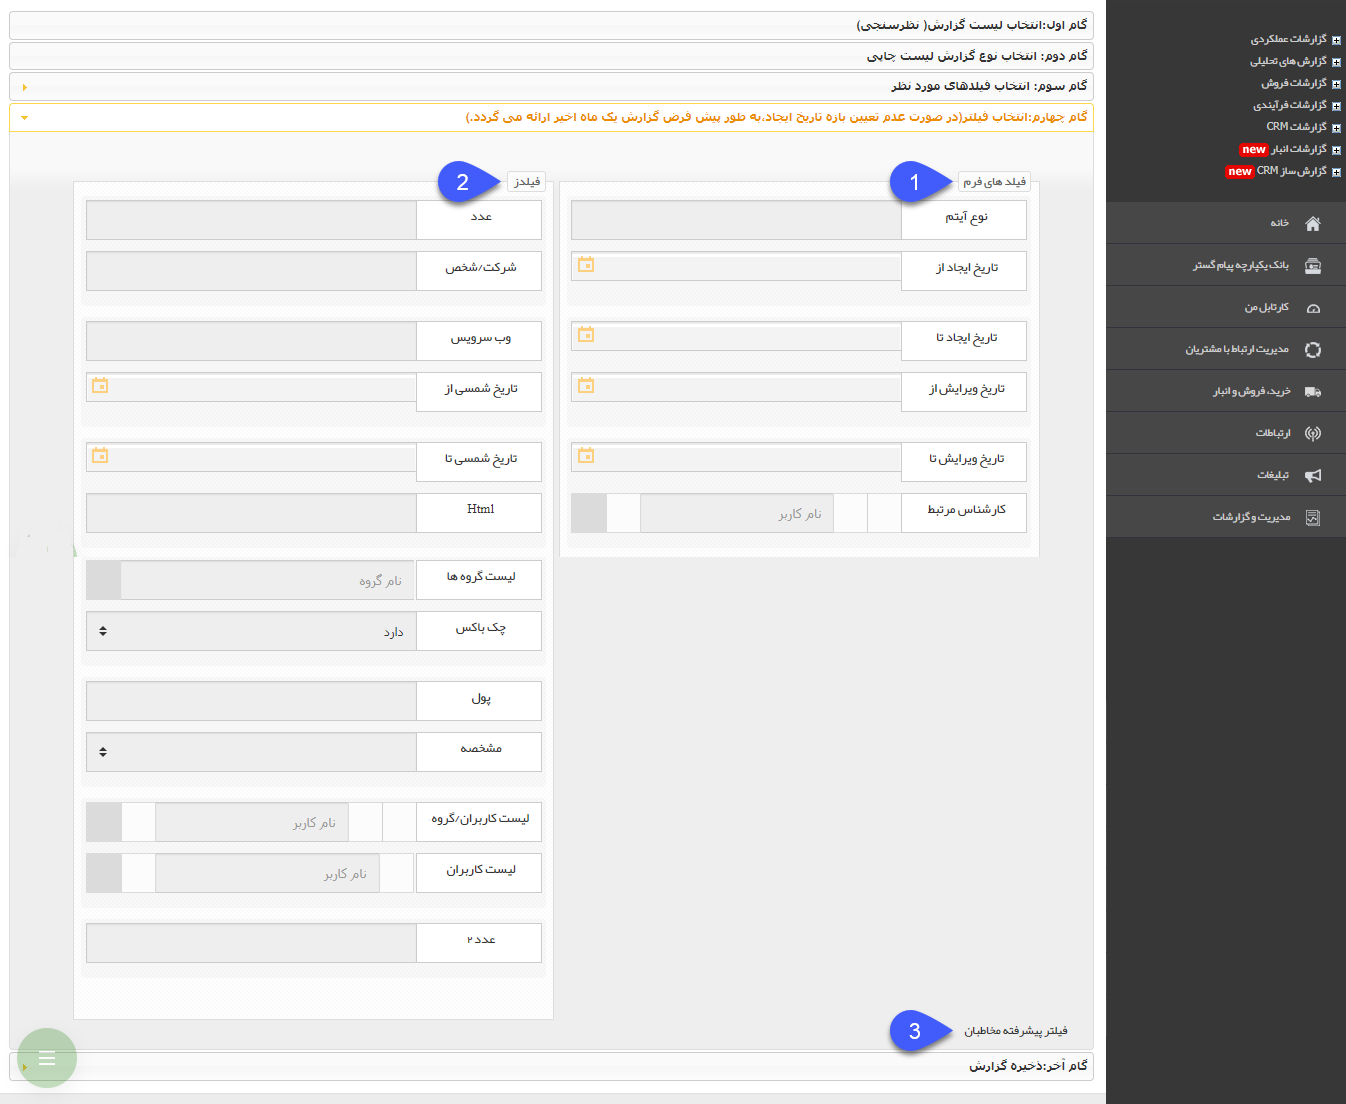 گام اول:انتخاب لیست گزارش( نظرسنجی)
گام دوم: انتخاب نوع گزارش لیست چاپی
گام سوم: انتخاب فیلدهای مورد نظر
گام چهارم:انتخاب فیلتر(در صورت عدم تعیین بازه تاریخ ایجاد،به طور پیش فرض گزارش یک ماه اخیر ارائه می گردد.)
فیلد های فرم
1
نوع آیتم
تاریخ ایجاد از
تاریخ ایجاد تا
تاریخ ویرایش از
تاریخ ویرایش تا
کارشناس مرتبط
نام کاربر
فیلدز
2
عدد
شرکت/شخص
وب سرویس
تاریخ شمسی از
تاریخ شمسی تا
Html
لیست گروه ها
نام گروه
چک باکس
دارد
پول
مشخصه
لیست کاربران/گروه
نام کاربر
لیست کاربران
نام کاربر
عدد ۲
فیلتر پیشرفته مخاطبان
3
گام آخر:ذخیره گزارش
گزارشات عملکردی
گزارش های تحلیلی
گزارشات فروش
گزارشات فرآیندی
گزارشات CRM
گزارشات انبار new
گزارش ساز CRM new
خانه
بانک یکپارچه پیام گستر
کارتابل من
مدیریت ارتباط با مشتریان
خرید، فروش و انبار
ارتباطات
تبلیغات
مدیریت و گزارشات